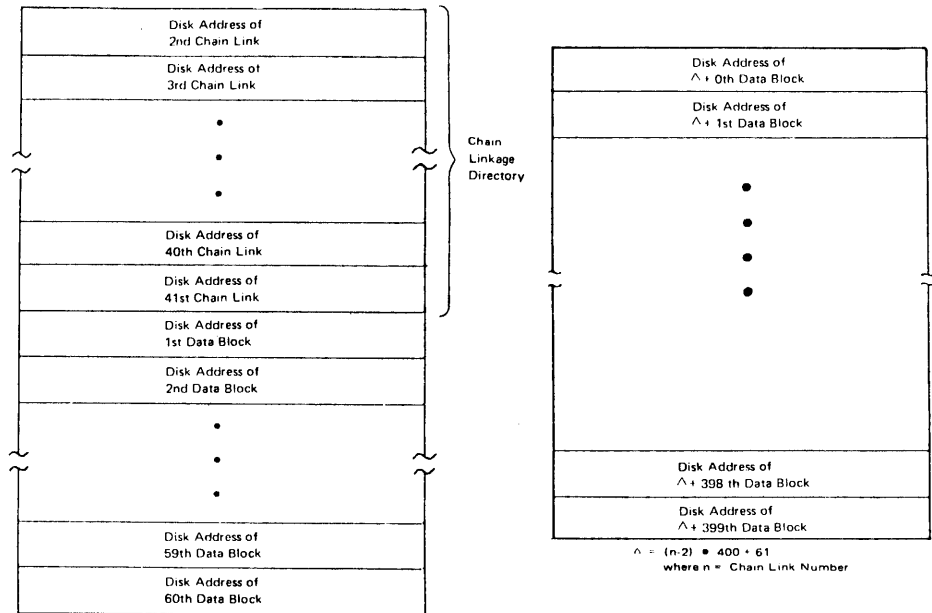 Disk Address of
2nd Chain Link
Disk Address of
3rd Chain Link
Chain
Linkage
Directory
Disk Address of
40th Chain Link
Disk Address of
41st Chain Link
Disk Address of
1st Data Block
Disk Address of
2nd Data Block
Disk Address of
59th Data Block
Disk Address of
60th Data Block
Disk Address of
^ + 0th Data Block
Disk Address of
^ + 1st Data Block
Disk Address of
^ + 398 th Data Block
Disk Address of
^ + 399th Data Block
^ = (n-2) • 400 + 61
where n = Chain Link Number